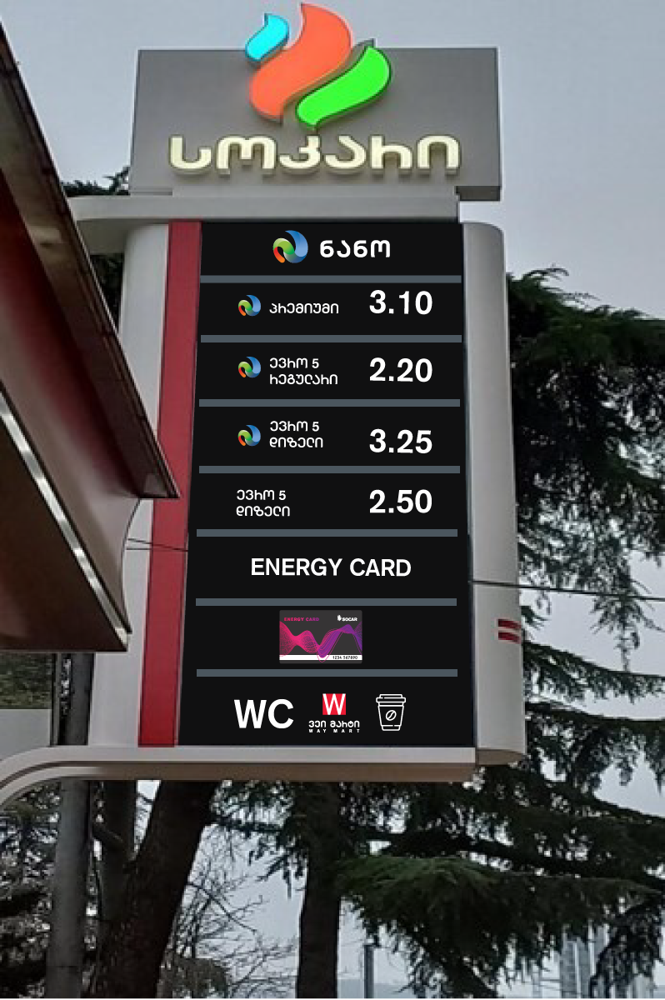 სოკარი
ნანო
პრემიუმი 3.10
ევრო 5
რეგულარი 2.20
ევრო 5
დიზელი 3.25
ევრო 5
დიზელი 2.50
ENERGY CARD
ENERGY CARD SOCAR
1234 567890
WC W
ვეი მარტი
WAY MART